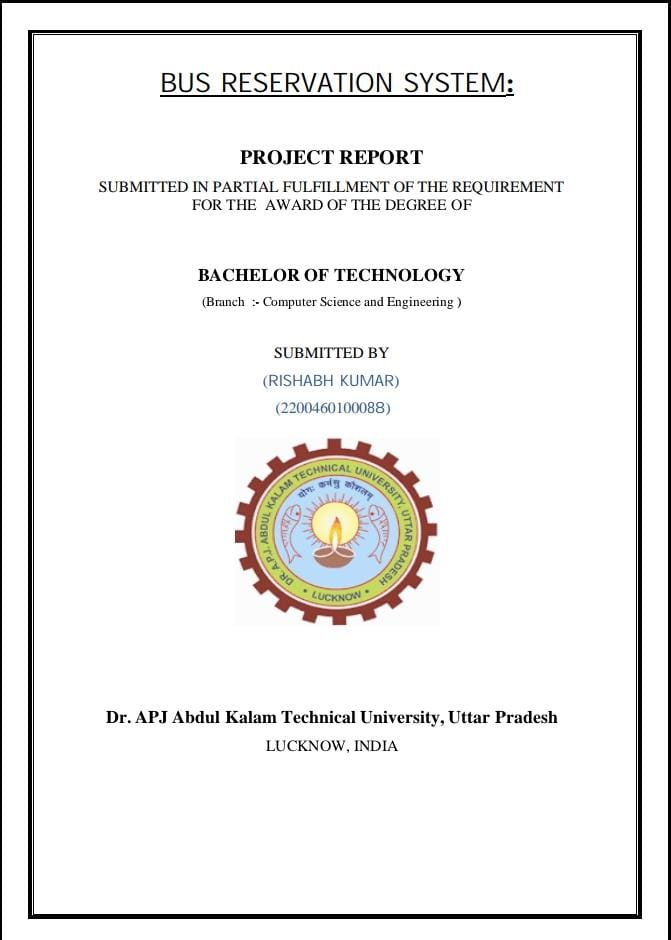 BUS RESERVATION SYSTEM:
PROJECT REPORT
SUBMITTED IN PARTIAL FULFILLMENT OF THE REQUIREMENT
FOR THE AWARD OF THE DEGREE OF
BACHELOR OF TECHNOLOGY
(Branch :- Computer Science and Engineering )
SUBMITTED BY
(RISHABH KUMAR)
(2200460100088)
DR. A.P.J. ABDUL KALAM TECHNICAL UNIVERSITY, UTTAR PRADESH
योगः कर्मसु कौशलम्
• LUCKNOW •
Dr. APJ Abdul Kalam Technical University, Uttar Pradesh
LUCKNOW, INDIA